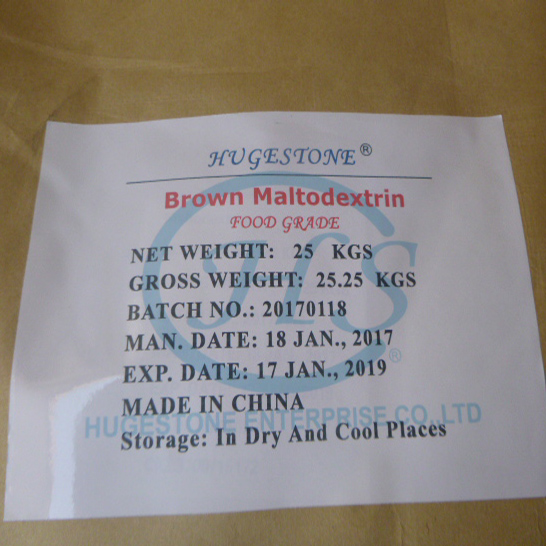 HUGESTONE®
Brown Maltodextrin
FOOD GRADE
NET WEIGHT: 25 KGS
GROSS WEIGHT: 25.25 KGS
BATCH NO.: 20170118
MAN. DATE: 18 JAN., 2017
EXP. DATE: 17 JAN., 2019
MADE IN CHINA
HUGESTONE ENTERPRISE CO., LTD
Storage: In Dry And Cool Places